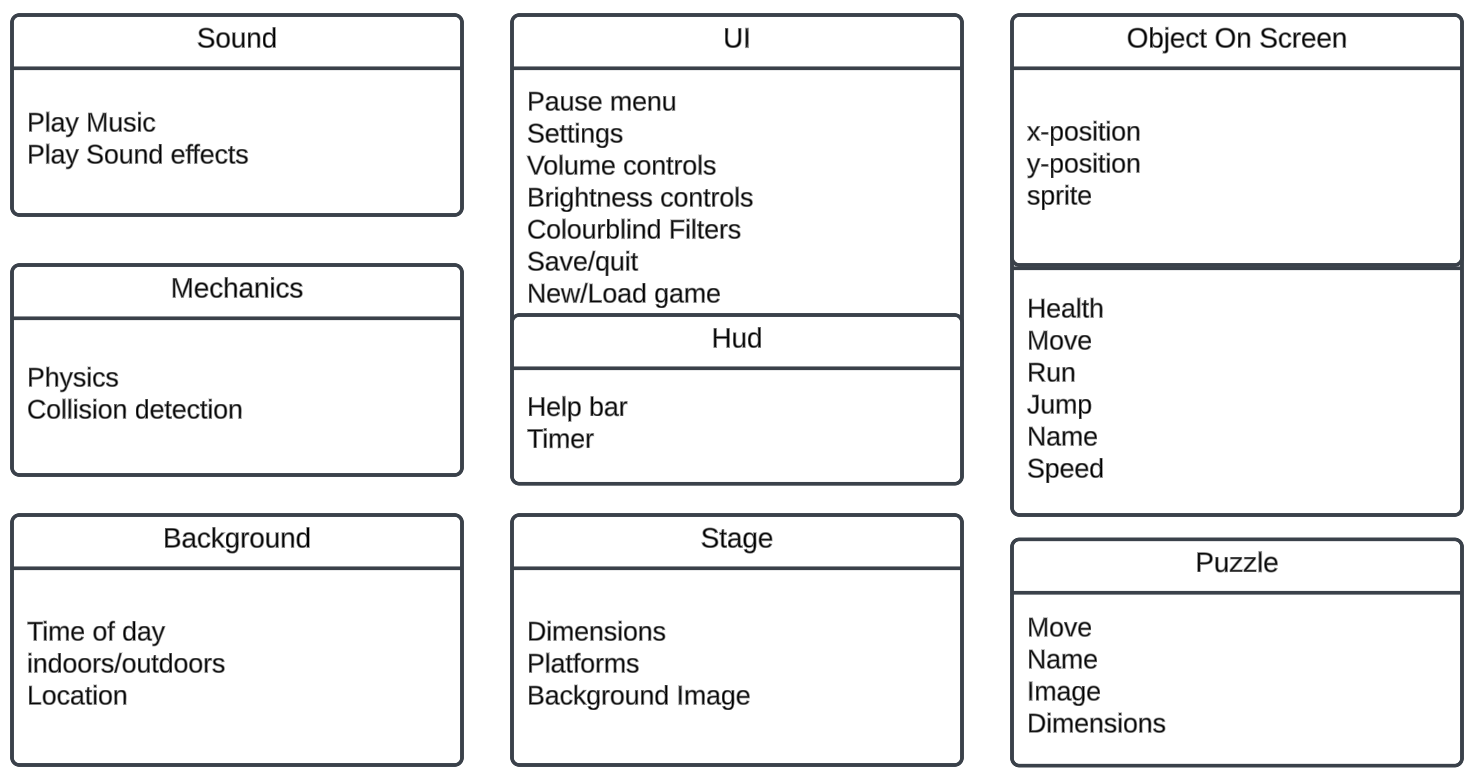 Sound
Play Music
Play Sound effects
Mechanics
Physics
Collision detection
Background
Time of day
indoors/outdoors
Location
UI
Pause menu
Settings
Volume controls
Brightness controls
Colourblind Filters
Save/quit
New/Load game
Hud
Help bar
Timer
Stage
Dimensions
Platforms
Background Image
Object On Screen
x-position
y-position
sprite
Health
Move
Run
Jump
Name
Speed
Puzzle
Move
Name
Image
Dimensions